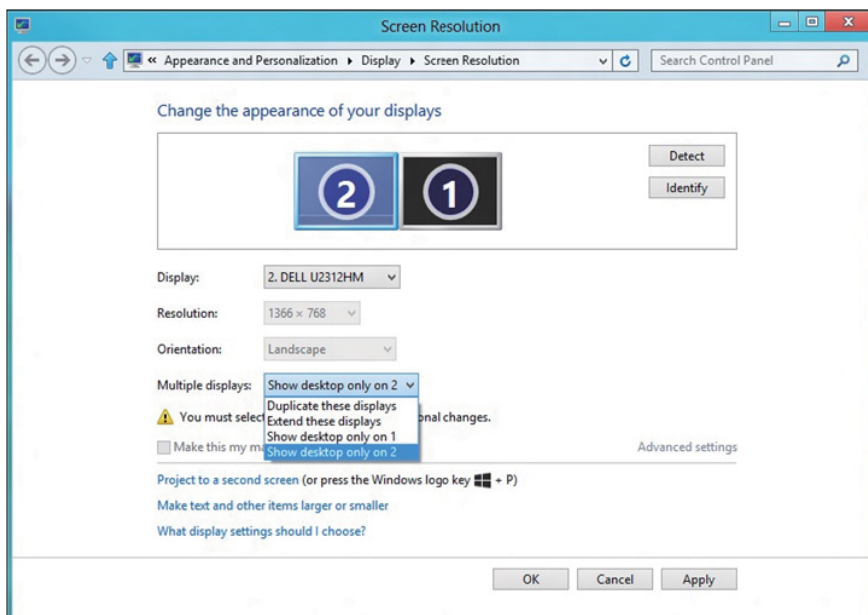 Screen Resolution
« Appearance and Personalization ▸ Display ▸ Screen Resolution
Search Control Panel
Change the appearance of your displays
2
1
Detect
Identify
Display: 2. DELL U2312HM
Resolution: 1366 × 768
Orientation: Landscape
Multiple displays: Show desktop only on 2
Duplicate these displays
You must select onal changes.
Extend these displays
Show desktop only on 1
Make this my ma
Show desktop only on 2
Advanced settings
Project to a second screen (or press the Windows logo key + P)
Make text and other items larger or smaller
What display settings should I choose?
OK Cancel Apply